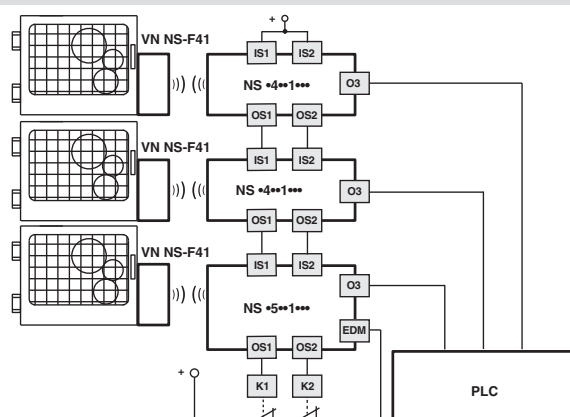 +
VN NS-F41
IS1 IS2
NS •4••1•••
O3
OS1 OS2
VN NS-F41
IS1 IS2
NS •4••1•••
O3
OS1 OS2
VN NS-F41
IS1 IS2
O3
NS •5••1•••
EDM
OS1 OS2
+
K1 K2
PLC